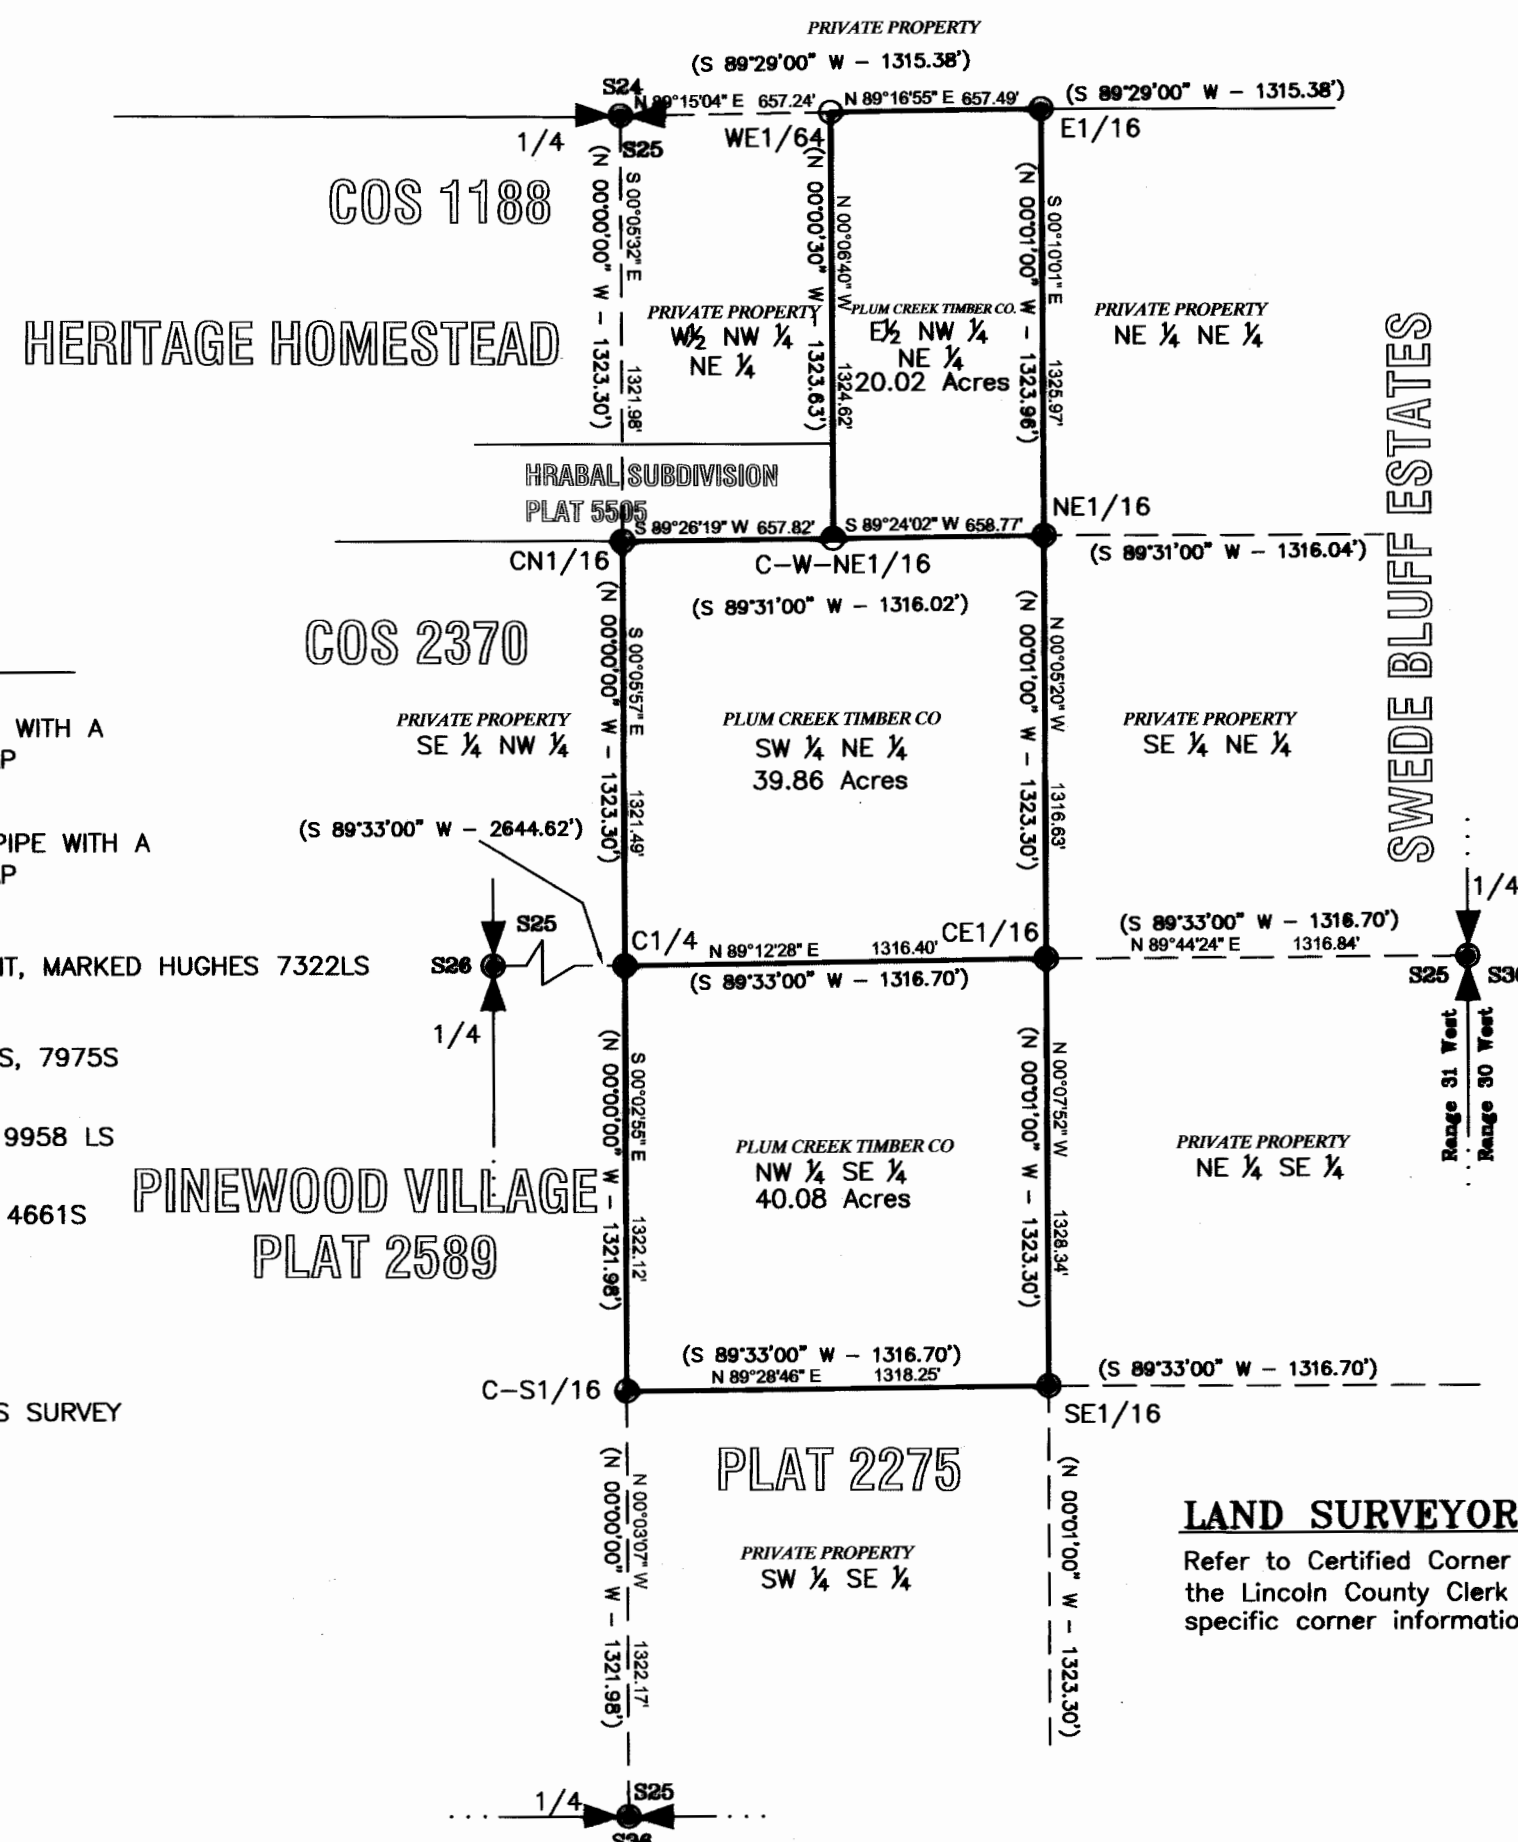 PRIVATE PROPERTY
(S 89°29'00" W – 1315.38')
S24
N 89°15'04" E 657.24'
N 89°16'55" E 657.49'
(S 89°29'00" W – 1315.38')
1/4
S25
WE1/64
E1/16
COS 1188
(N 00°00'00" W – 1323.30')
S 00°05'32" E 1321.98'
(N 00°00'30" W – 1323.63')
N 00°06'40" W 1324.62'
(N 00°01'00" W – 1323.96')
S 00°10'01" E 1325.97'
HERITAGE HOMESTEAD
PRIVATE PROPERTY
W½ NW ¼
NE ¼
PLUM CREEK TIMBER CO.
E½ NW ¼
NE ¼
20.02 Acres
PRIVATE PROPERTY
NE ¼ NE ¼
SWEDE BLUFF ESTATES
HRABAL SUBDIVISION
PLAT 5505
S 89°26'19" W 657.82'
S 89°24'02" W 658.77'
NE1/16
CN1/16
C-W-NE1/16
(S 89°31'00" W – 1316.04')
(S 89°31'00" W – 1316.02')
COS 2370
(N 00°00'00" W – 1323.30')
S 00°05'57" E 1321.49'
(N 00°01'00" W – 1323.30')
N 00°05'20" W 1316.63'
WITH A
P
PRIVATE PROPERTY
SE ¼ NW ¼
PLUM CREEK TIMBER CO
SW ¼ NE ¼
39.86 Acres
PRIVATE PROPERTY
SE ¼ NE ¼
(S 89°33'00" W – 2644.62')
PIPE WITH A
P
1/4
S25
S26
C1/4
N 89°12'28" E 1316.40'
CE1/16
(S 89°33'00" W – 1316.70')
(S 89°33'00" W – 1316.70')
N 89°44'24" E 1316.84'
S25
T, MARKED HUGHES 7322LS
1/4
Range 31 West
Range 30 West
S, 7975S
9958 LS
4661S
(N 00°00'00" W – 1321.98')
S 00°02'55" E 1322.12'
(N 00°01'00" W – 1323.30')
N 00°07'52" W 1328.34'
PINEWOOD VILLAGE
PLAT 2589
PLUM CREEK TIMBER CO
NW ¼ SE ¼
40.08 Acres
PRIVATE PROPERTY
NE ¼ SE ¼
(S 89°33'00" W – 1316.70')
N 89°28'46" E 1318.25'
(S 89°33'00" W – 1316.70')
C-S1/16
SE1/16
S SURVEY
PLAT 2275
(N 00°00'00" W – 1321.98')
N 00°03'07" W 1322.17'
(N 00°01'00" W – 1323.30')
PRIVATE PROPERTY
SW ¼ SE ¼
LAND SURVEYOR
Refer to Certified Corner
the Lincoln County Clerk
specific corner informatio
1/4
S25
S36